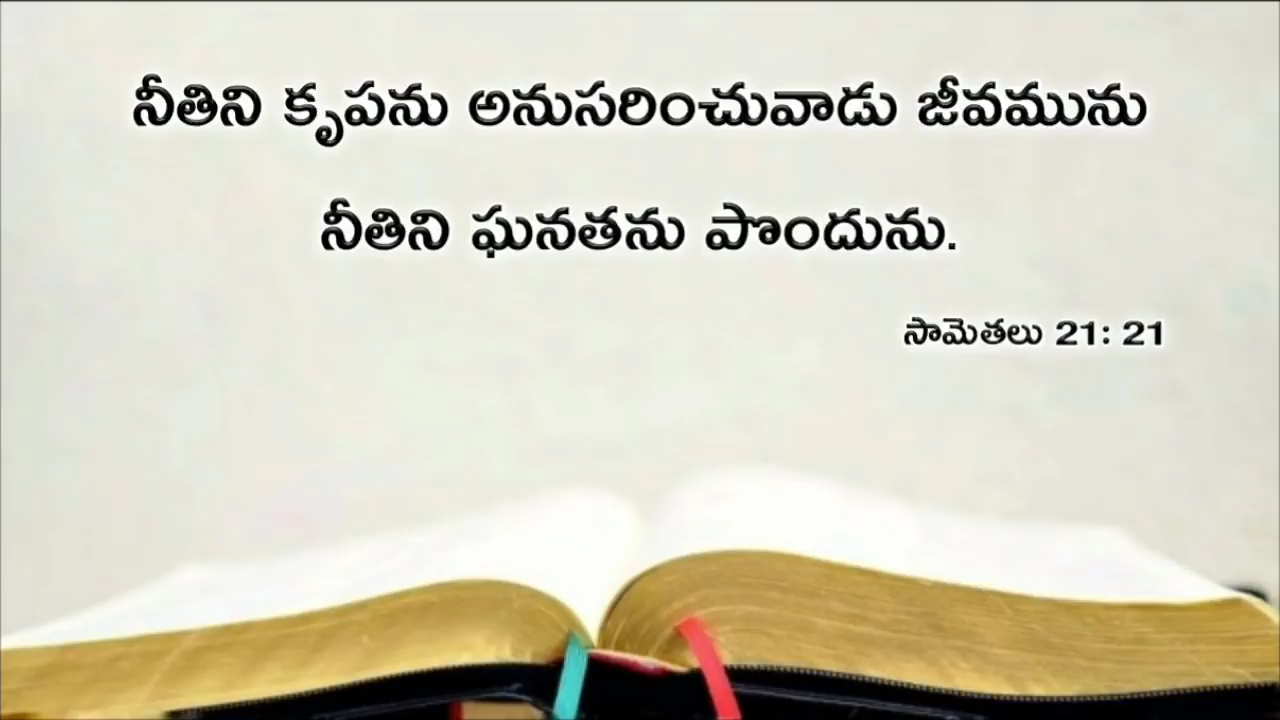 నీతిని కృపను అనుసరించువాడు జీవమును
నీతిని ఘనతను పొందును.
సామెతలు 21: 21